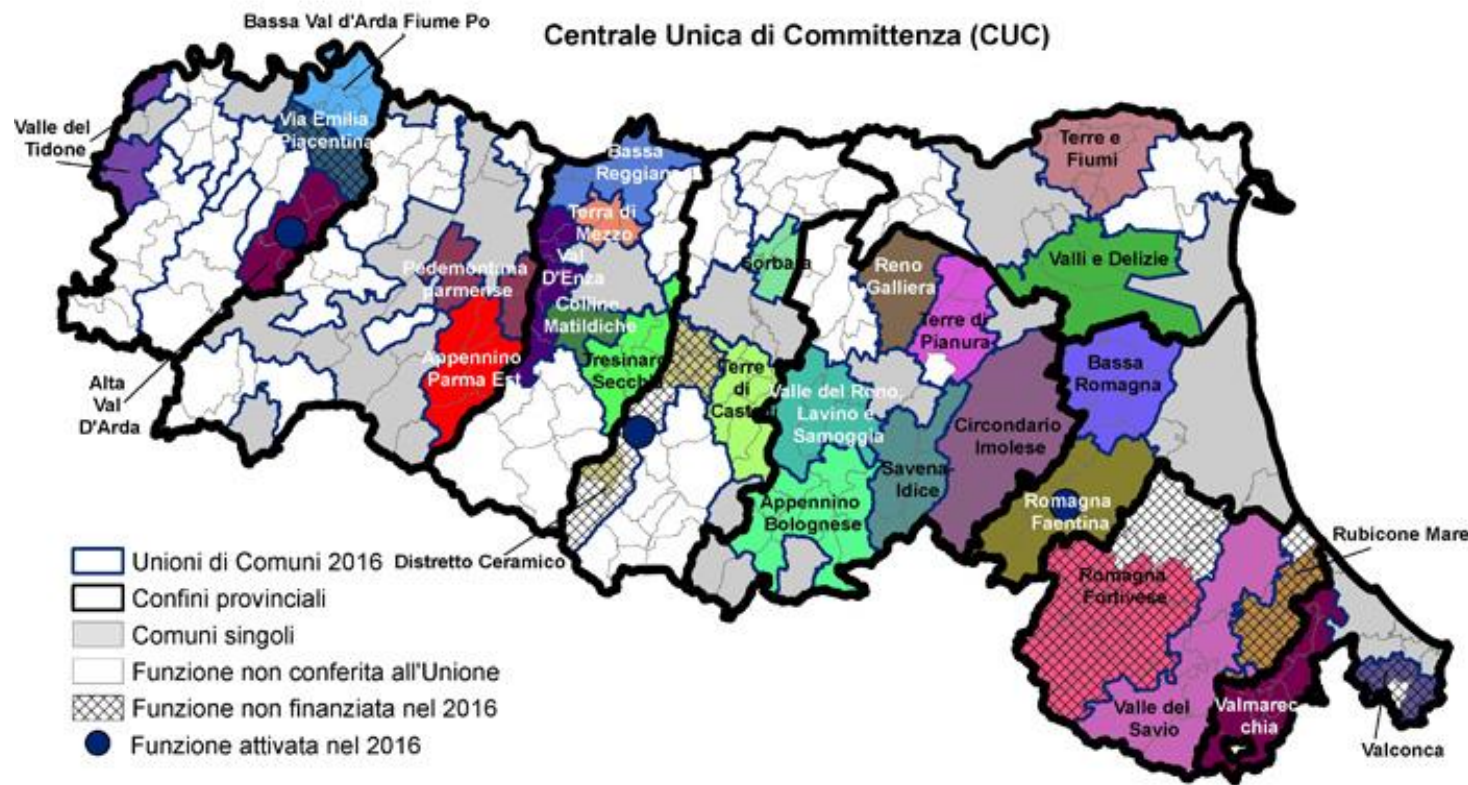 Bassa Val d'Arda Fiume Po
Centrale Unica di Committenza (CUC)
Valle del
Tidone
Via Emilia
Piacentina
Terre e
Fiumi
Bassa
Terra di
Mezzo
Sorbara
Val
D'Enza
Reno
Galliera
Valli e Delizie
Pedemontana
parmense
Colline
Matildiche
Terre di
Pianura
Appennino
Parma Est
Tresinaro
Secchia
Terre
di
Bassa
Romagna
Alta
Val
D'Arda
Valle del Reno,
Lavino e
Samoggia
Circondario
Imolese
Savena-
Idice
Appennino
Bolognese
Romagna
Faentina
Distretto Ceramico
Rubicone Mare
Romagna
Forlivese
Valle del
Savio
Valmarec
chia
Valconca
Unioni di Comuni 2016
Confini provinciali
Comuni singoli
Funzione non conferita all'Unione
Funzione non finanziata nel 2016
Funzione attivata nel 2016